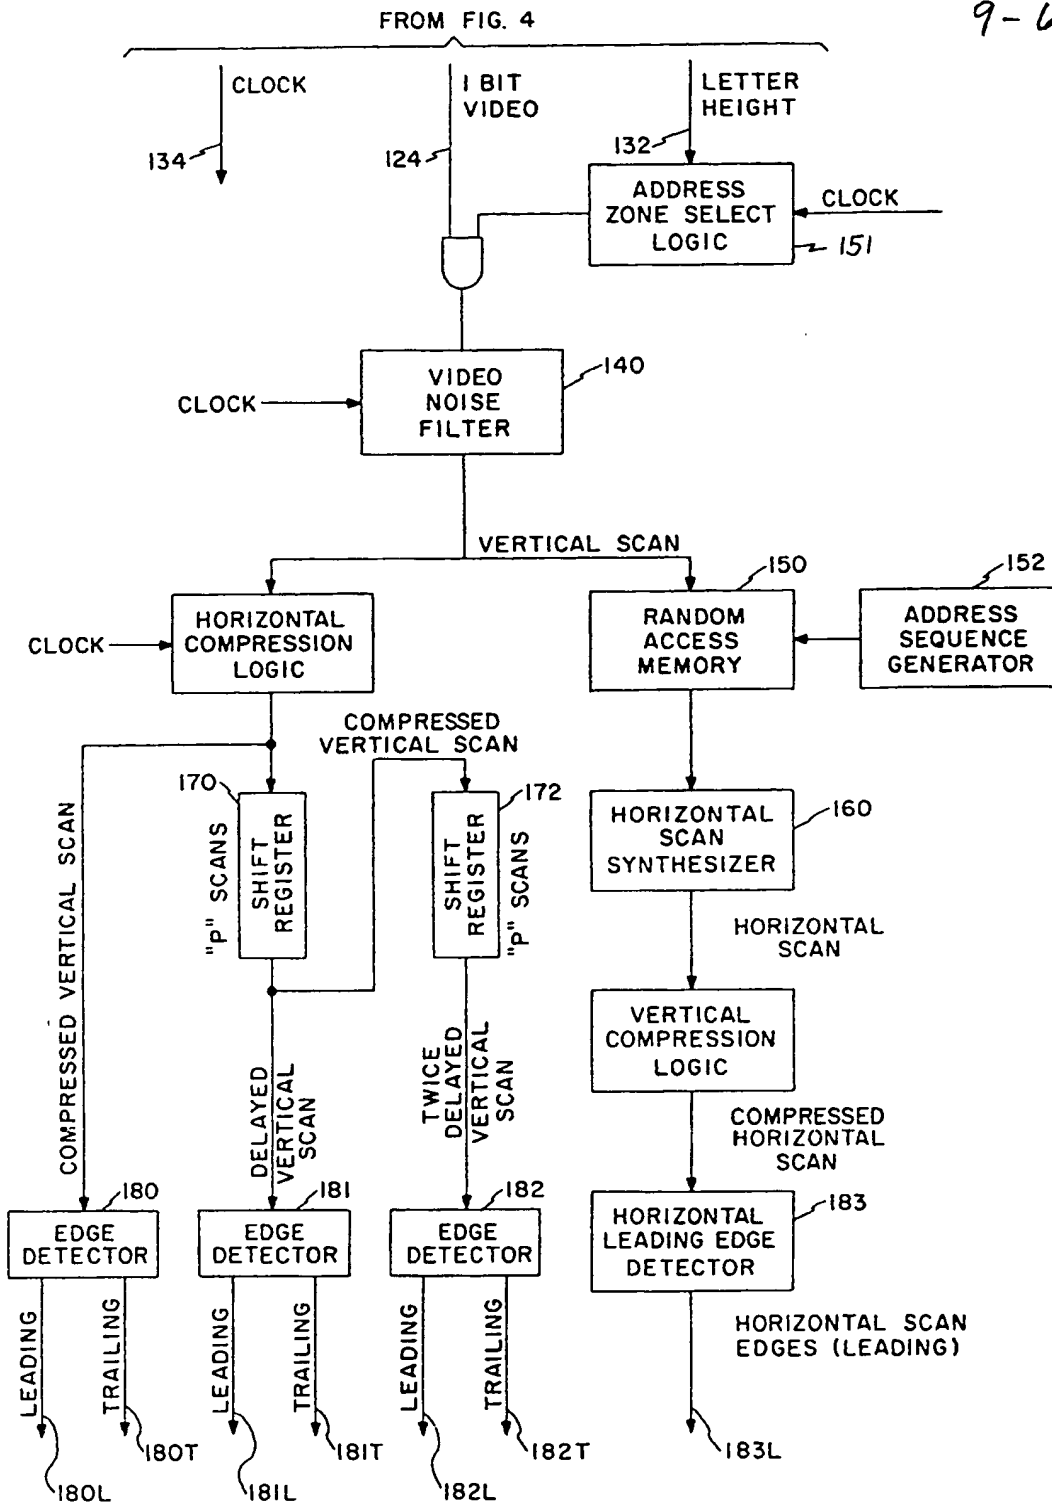 FROM FIG. 4
9-6
CLOCK
1 BIT
VIDEO
LETTER
HEIGHT
134
124
132
ADDRESS
ZONE SELECT
LOGIC
CLOCK
151
VIDEO
NOISE
FILTER
140
CLOCK
VERTICAL SCAN
HORIZONTAL
COMPRESSION
LOGIC
CLOCK
150
RANDOM
ACCESS
MEMORY
152
ADDRESS
SEQUENCE
GENERATOR
COMPRESSED
VERTICAL SCAN
170
SHIFT
REGISTER
"P" SCANS
172
SHIFT
REGISTER
"P" SCANS
160
HORIZONTAL
SCAN
SYNTHESIZER
HORIZONTAL
SCAN
COMPRESSED VERTICAL SCAN
DELAYED
VERTICAL
SCAN
TWICE
DELAYED
VERTICAL
SCAN
VERTICAL
COMPRESSION
LOGIC
COMPRESSED
HORIZONTAL
SCAN
180
EDGE
DETECTOR
181
EDGE
DETECTOR
182
EDGE
DETECTOR
183
HORIZONTAL
LEADING EDGE
DETECTOR
LEADING
TRAILING
LEADING
TRAILING
LEADING
TRAILING
HORIZONTAL SCAN
EDGES (LEADING)
180T
181T
182T
183L
180L
181L
182L